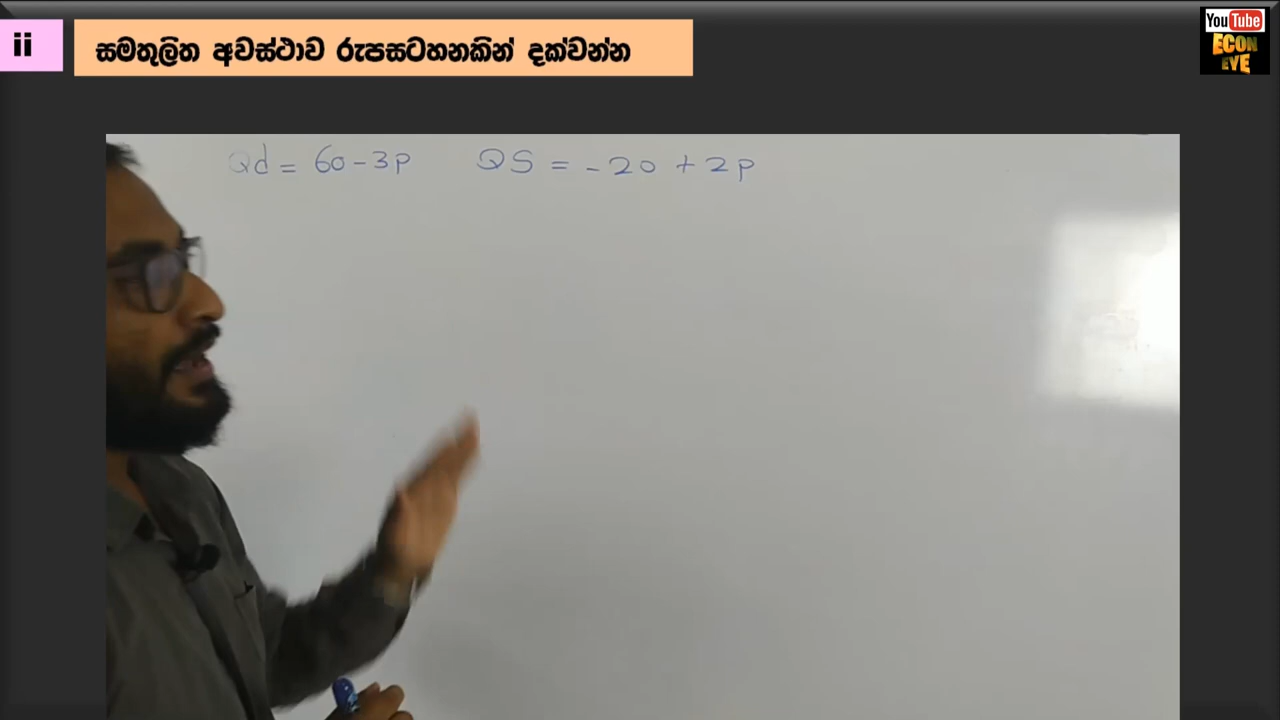 ii
සමතුලිත අවස්ථාව රූපසටහනකින් දක්වන්න
YouTube
ECON
EYE
Qd = 60 - 3p QS = - 20 + 2p